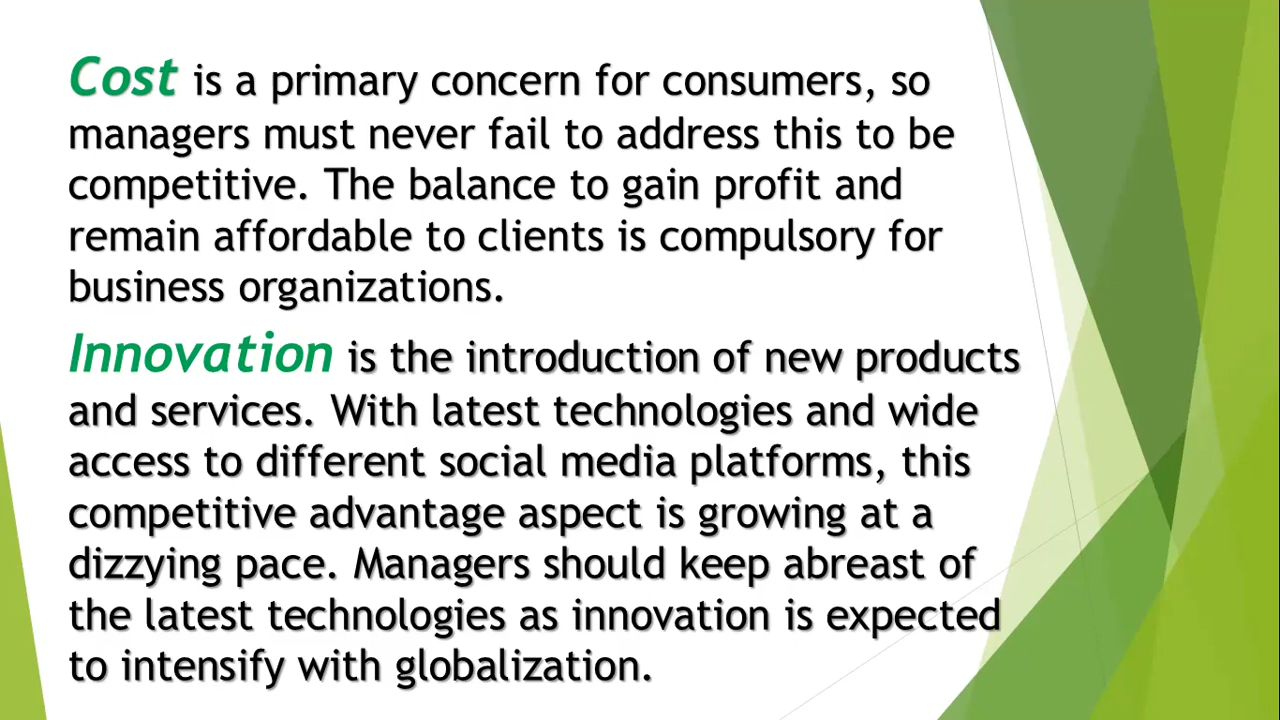 Cost is a primary concern for consumers, so
managers must never fail to address this to be
competitive. The balance to gain profit and
remain affordable to clients is compulsory for
business organizations.
Innovation is the introduction of new products
and services. With latest technologies and wide
access to different social media platforms, this
competitive advantage aspect is growing at a
dizzying pace. Managers should keep abreast of
the latest technologies as innovation is expected
to intensify with globalization.